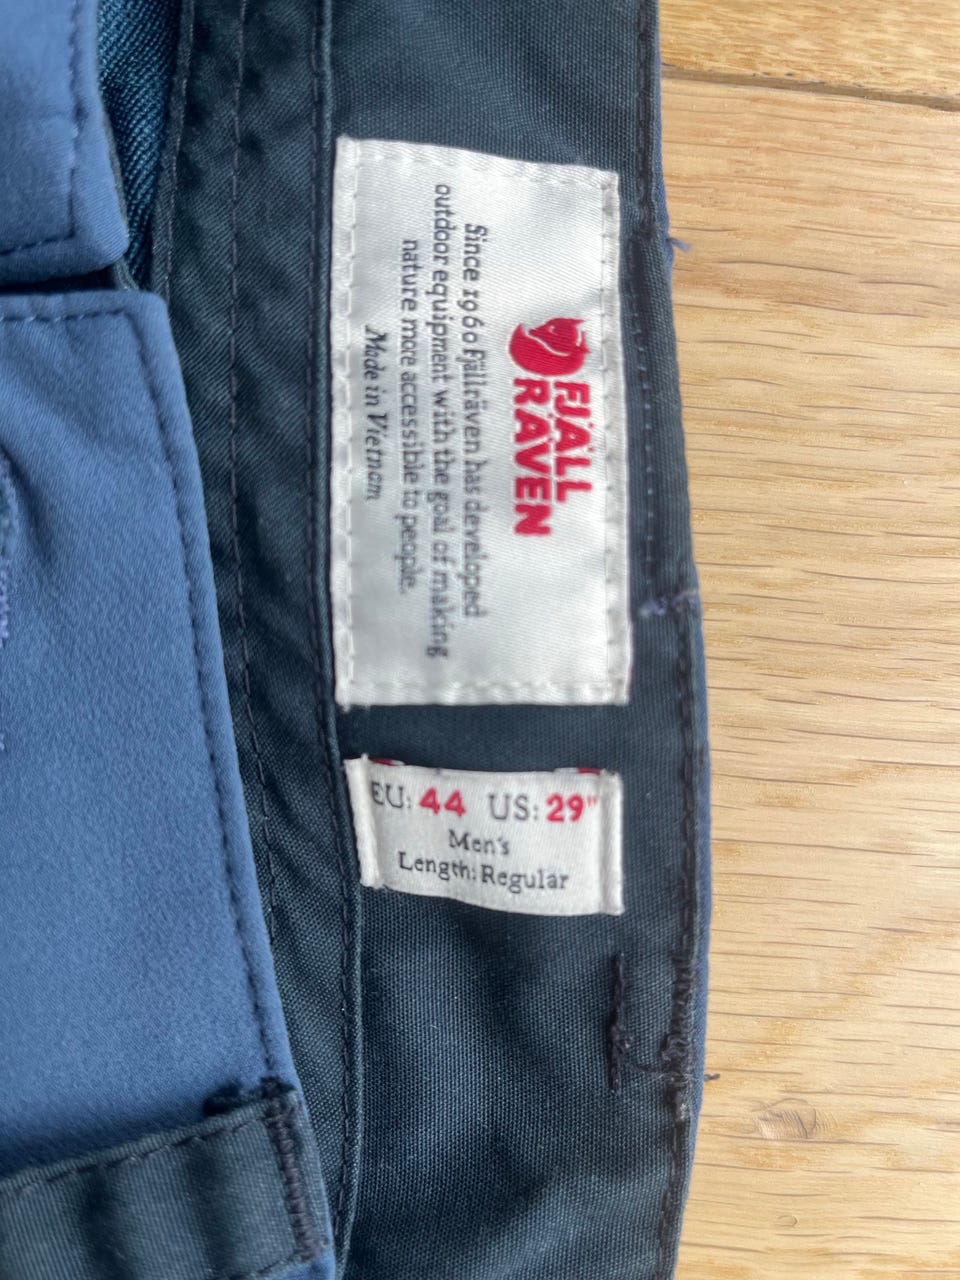 FJÄLL
RÄVEN
Since 1960 Fjällräven has developed
outdoor equipment with the goal of making
nature more accessible to people.
Made in Vietnam
EU: 44 US: 29"
Men's
Length: Regular